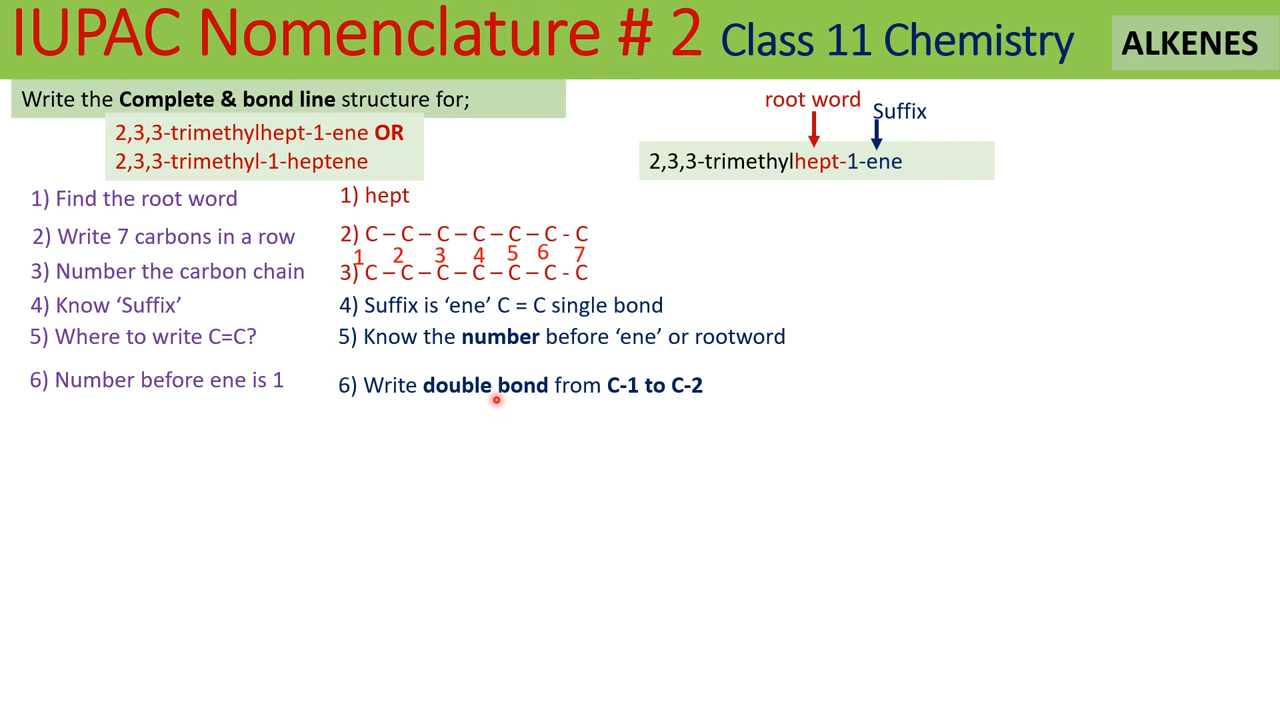 IUPAC Nomenclature # 2 Class 11 Chemistry
ALKENES
Write the Complete & bond line structure for;
2,3,3-trimethylhept-1-ene OR
2,3,3-trimethyl-1-heptene
root word
Suffix
2,3,3-trimethylhept-1-ene
1) Find the root word
1) hept
2) Write 7 carbons in a row
2) C – C – C – C – C – C - C
1 2 3 4 5 6 7
3) Number the carbon chain
3) C – C – C – C – C – C - C
4) Know ‘Suffix’
4) Suffix is ‘ene’ C = C single bond
5) Where to write C=C?
5) Know the number before ‘ene’ or rootword
6) Number before ene is 1
6) Write double bond from C-1 to C-2